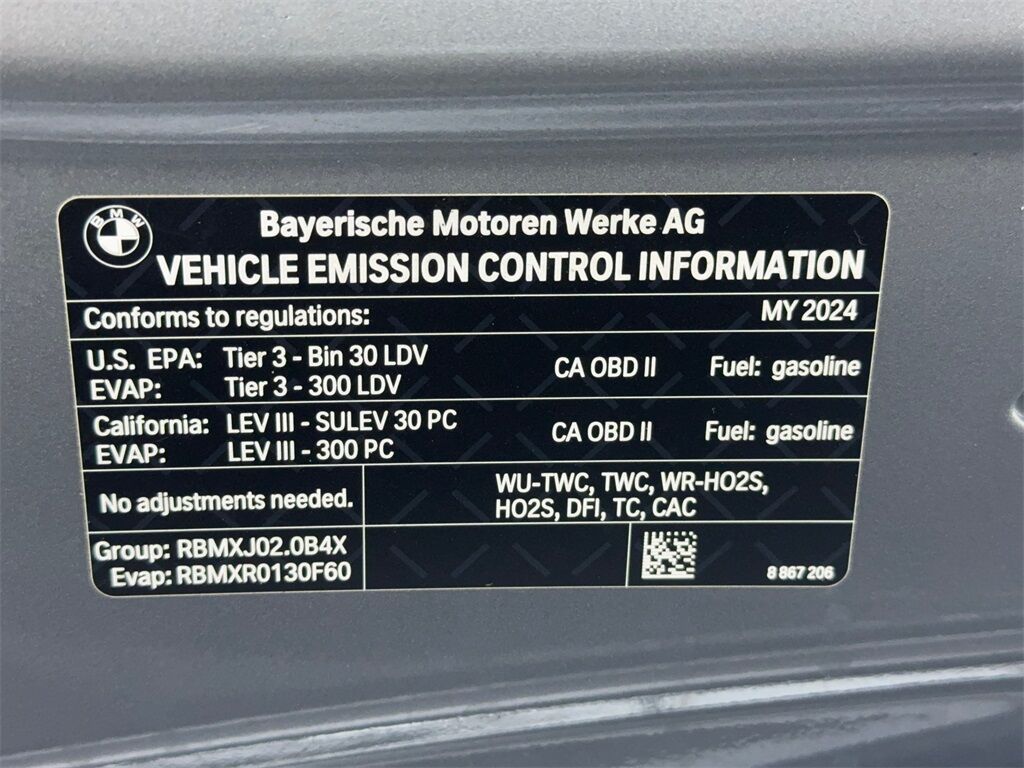 BMW
Bayerische Motoren Werke AG
VEHICLE EMISSION CONTROL INFORMATION
Conforms to regulations: MY 2024
U.S. EPA: Tier 3 - Bin 30 LDV CA OBD II Fuel: gasoline
EVAP: Tier 3 - 300 LDV
California: LEV III - SULEV 30 PC CA OBD II Fuel: gasoline
EVAP: LEV III - 300 PC
No adjustments needed.
WU-TWC, TWC, WR-HO2S,
HO2S, DFI, TC, CAC
Group: RBMXJ02.0B4X
Evap: RBMXR0130F60
8 867 206